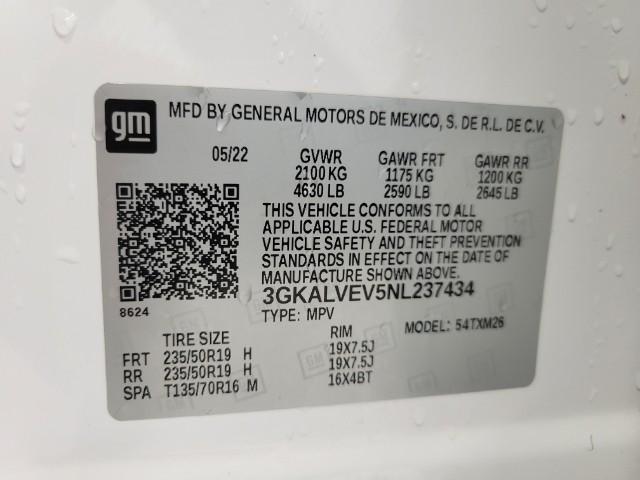 gm
MFD BY GENERAL MOTORS DE MEXICO, S. DE R.L. DE C.V.
05/22 GVWR GAWR FRT GAWR RR
2100 KG 1175 KG 1200 KG
4630 LB 2590 LB 2645 LB
THIS VEHICLE CONFORMS TO ALL
APPLICABLE U.S. FEDERAL MOTOR
VEHICLE SAFETY AND THEFT PREVENTION
STANDARDS IN EFFECT ON THE DATE OF
MANUFACTURE SHOWN ABOVE.
3GKALVEV5NL237434
8624
TYPE: MPV MODEL: 54TXM26
TIRE SIZE RIM
FRT 235/50R19 H 19X7.5J
RR 235/50R19 H 19X7.5J
SPA T135/70R16 M 16X4BT